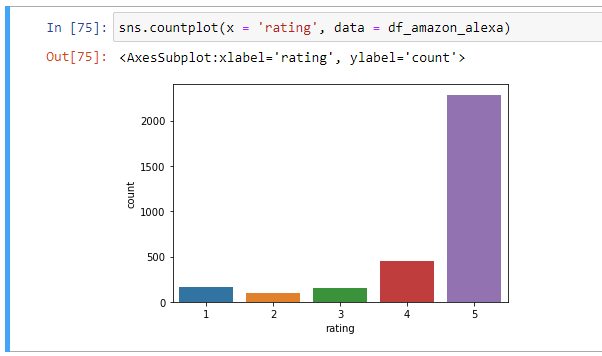 In [75]: sns.countplot(x = 'rating', data = df_amazon_alexa)
Out[75]: <AxesSubplot:xlabel='rating', ylabel='count'>
2000
1500
1000
500
0
count
1 2 3 4 5
rating